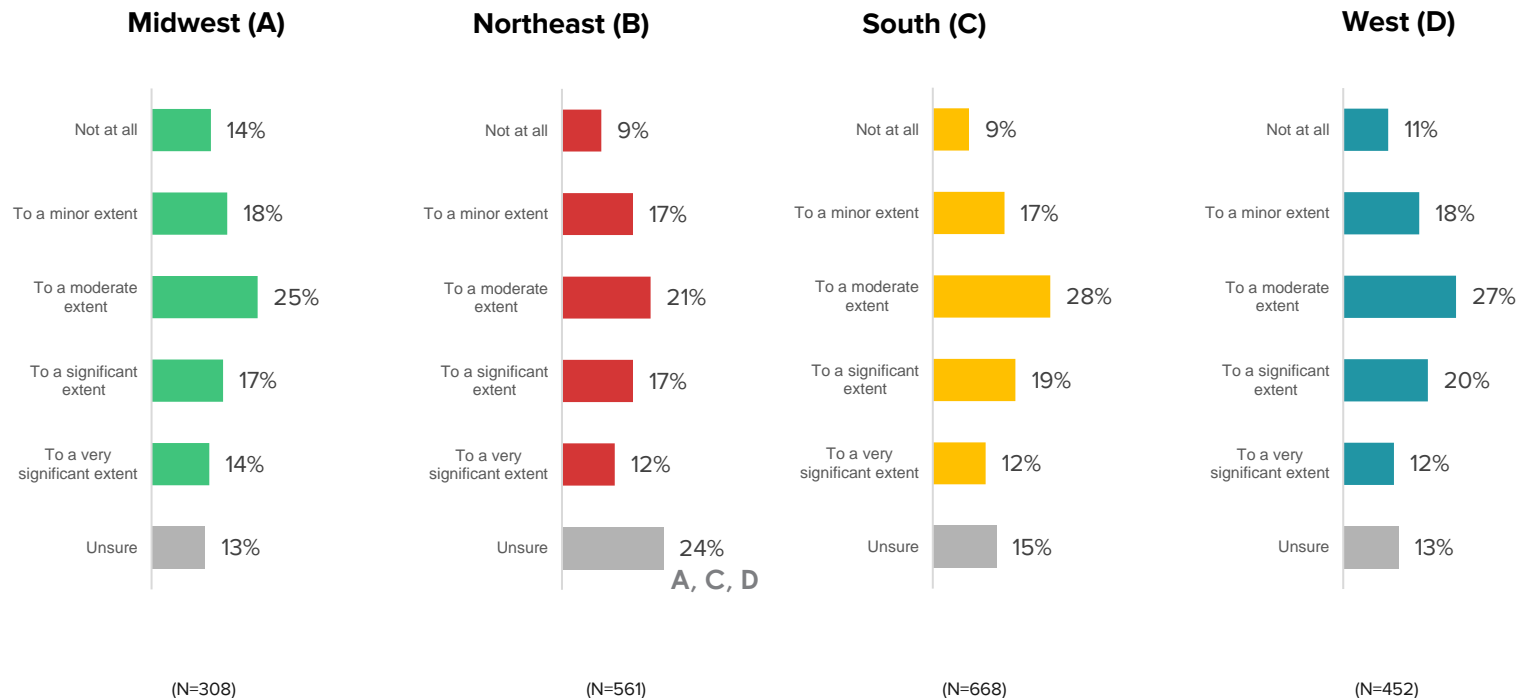 Midwest (A)
Not at all
14%
To a minor extent
18%
To a moderate
extent
25%
To a significant
extent
17%
To a very
significant extent
14%
Unsure
13%
(N=308)
Northeast (B)
Not at all
9%
To a minor extent
17%
To a moderate
extent
21%
To a significant
extent
17%
To a very
significant extent
12%
Unsure
24%
A, C, D
(N=561)
South (C)
Not at all
9%
To a minor extent
17%
To a moderate
extent
28%
To a significant
extent
19%
To a very
significant extent
12%
Unsure
15%
(N=668)
West (D)
Not at all
11%
To a minor extent
18%
To a moderate
extent
27%
To a significant
extent
20%
To a very
significant extent
12%
Unsure
13%
(N=452)